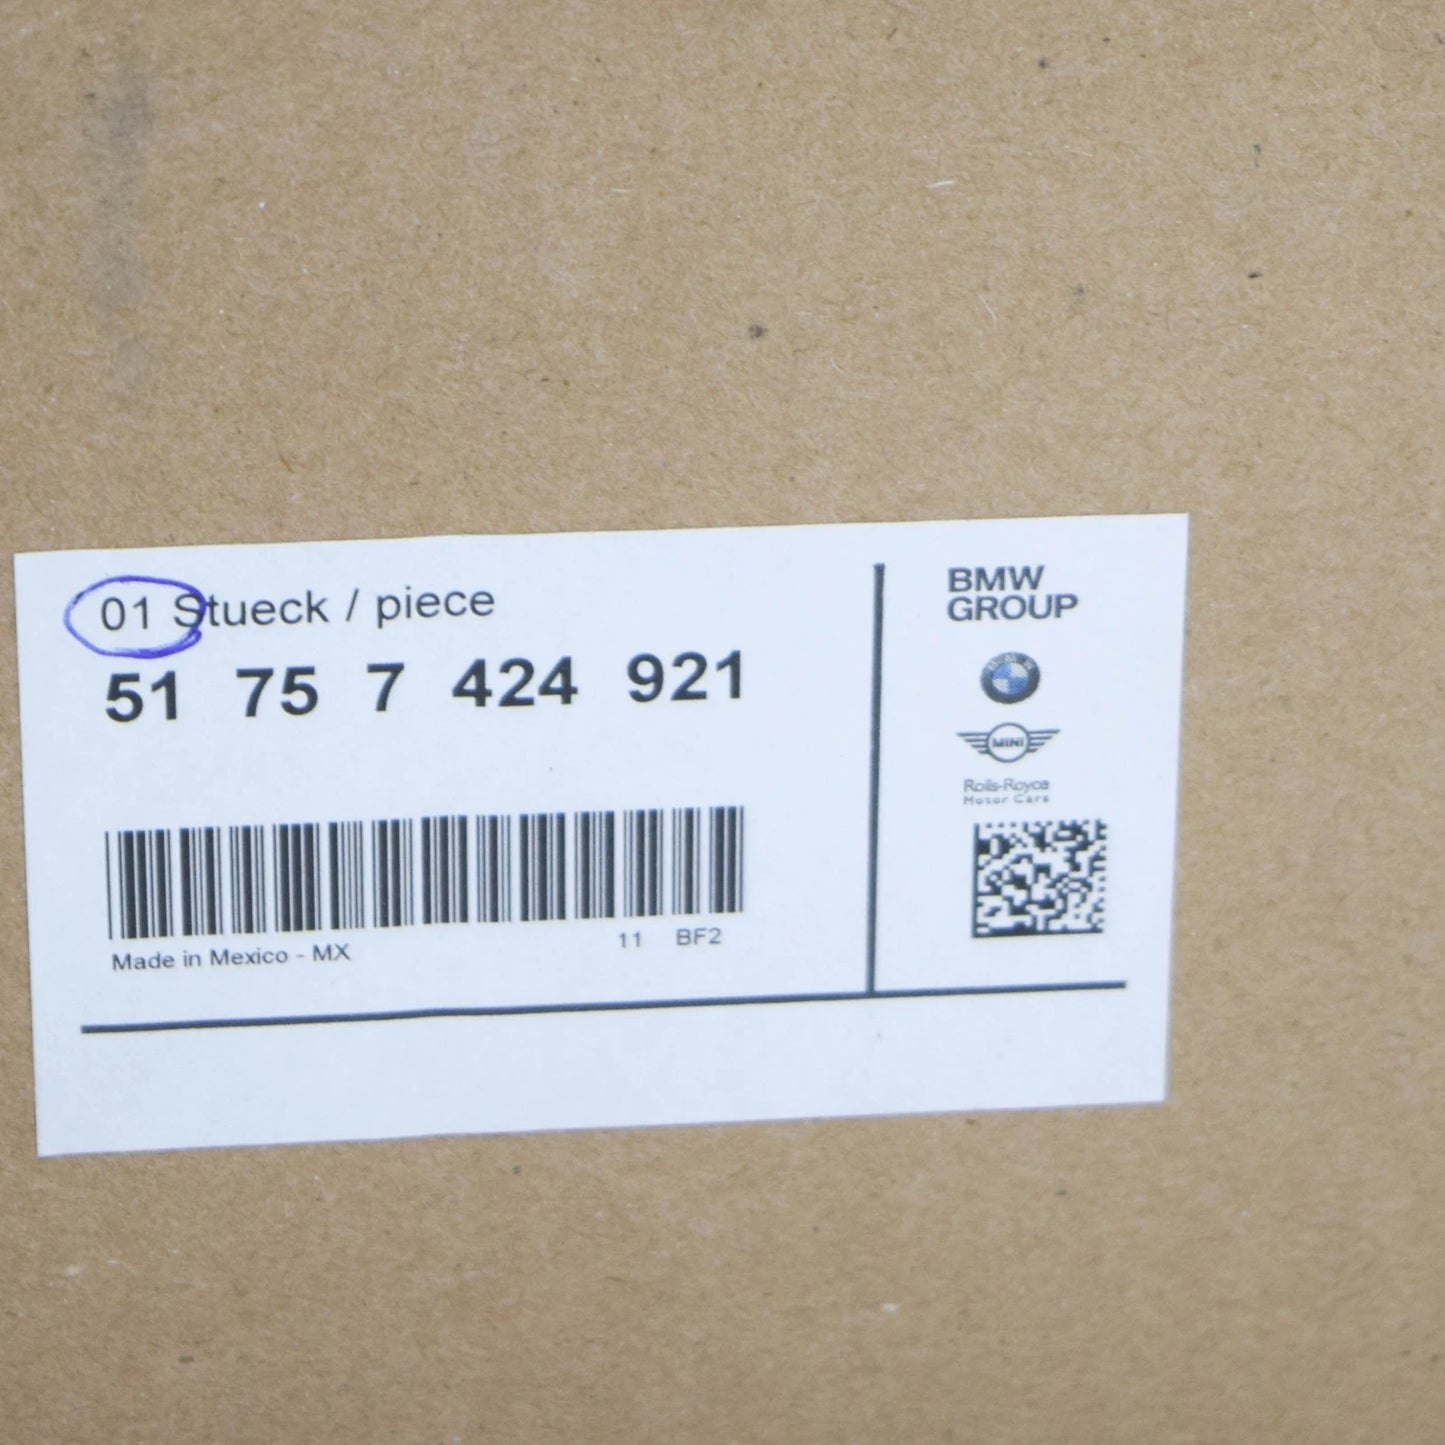 01 Stueck / piece
51 75 7 424 921
Made in Mexico - MX
11 BF2
BMW
GROUP
MINI
Rolls-Royce
Motor Cars